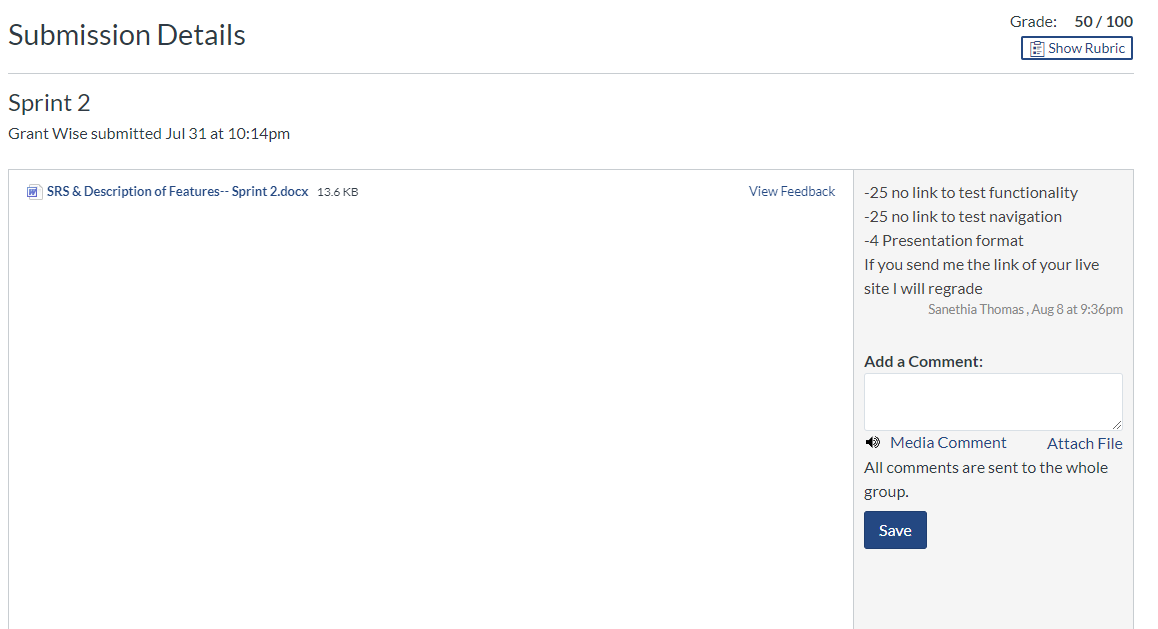 Submission Details
Grade: 50 / 100
Show Rubric
Sprint 2
Grant Wise submitted Jul 31 at 10:14pm
SRS & Description of Features-- Sprint 2.docx 13.6 KB
View Feedback
-25 no link to test functionality
-25 no link to test navigation
-4 Presentation format
If you send me the link of your live
site I will regrade
Sanethia Thomas , Aug 8 at 9:36pm
Add a Comment:
Media Comment
Attach File
All comments are sent to the whole
group.
Save